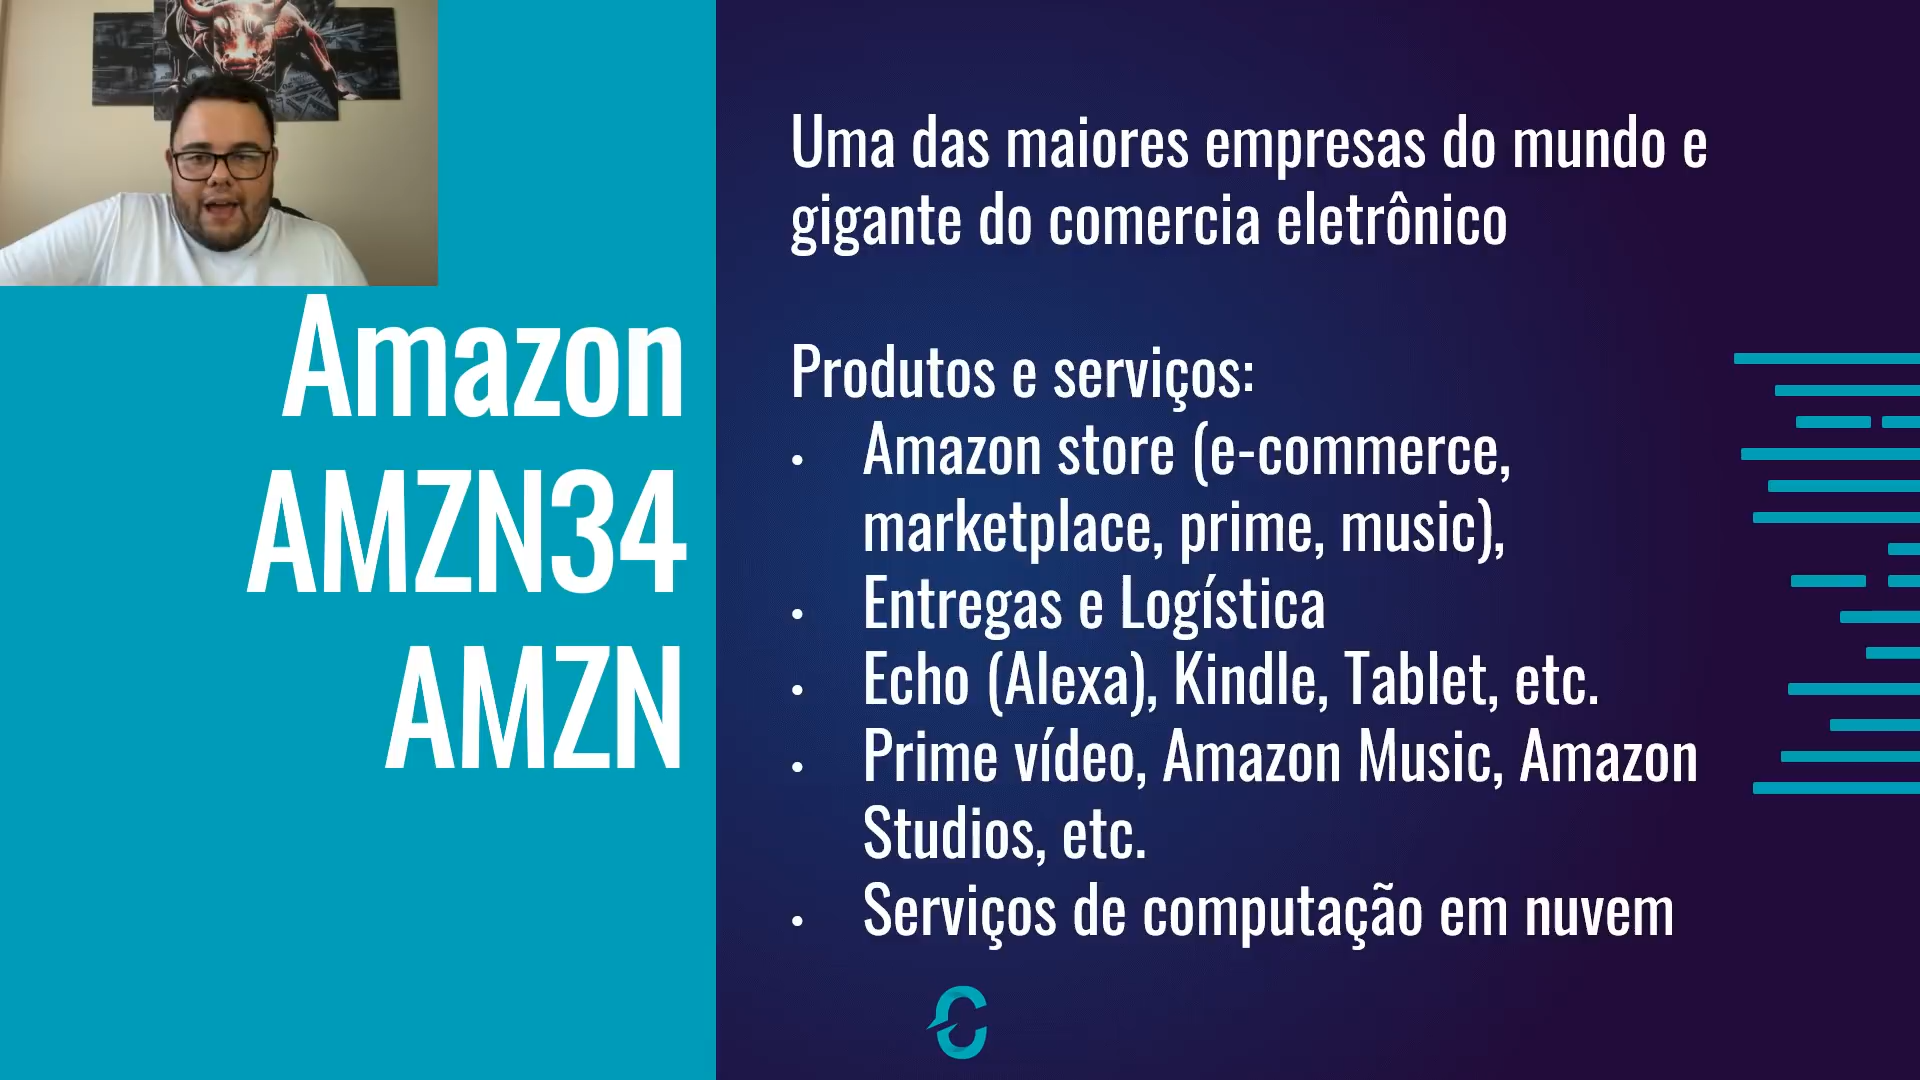 Amazon
AMZN34
AMZN
Uma das maiores empresas do mundo e
gigante do comercia eletrônico
Produtos e serviços:
• Amazon store (e-commerce,
marketplace, prime, music),
• Entregas e Logística
• Echo (Alexa), Kindle, Tablet, etc.
• Prime vídeo, Amazon Music, Amazon
Studios, etc.
• Serviços de computação em nuvem